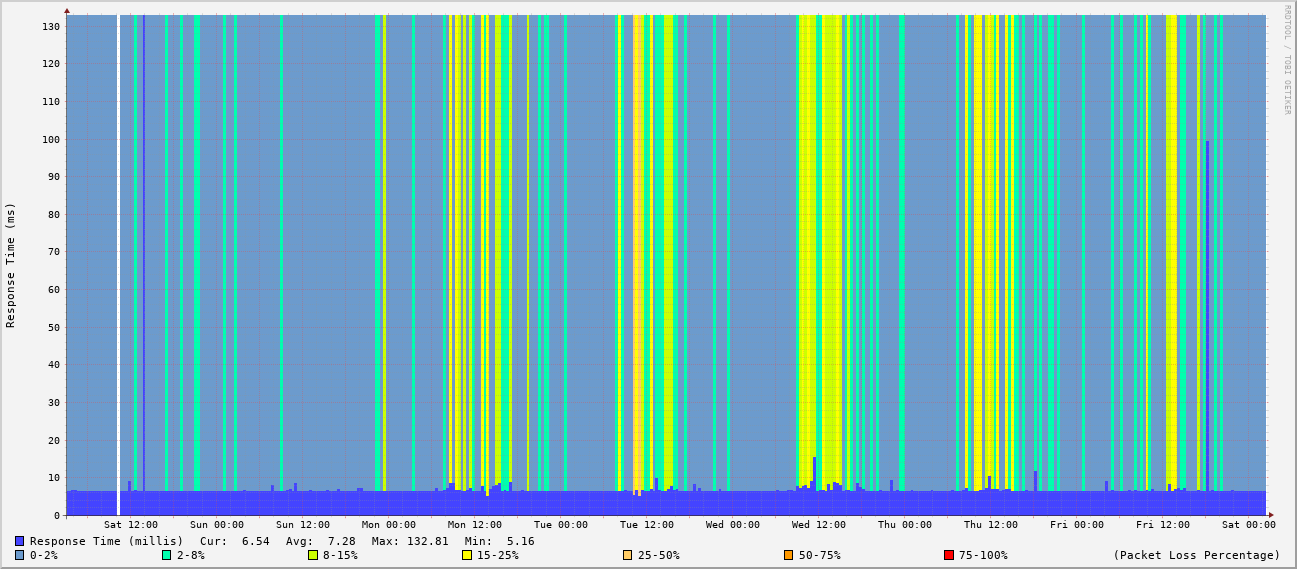 RRDTOOL / TOBI OETIKER
Response Time (ms)
130
120
110
100
90
80
70
60
50
40
30
20
10
0
Sat 12:00 Sun 00:00 Sun 12:00 Mon 00:00 Mon 12:00 Tue 00:00 Tue 12:00 Wed 00:00 Wed 12:00 Thu 00:00 Thu 12:00 Fri 00:00 Fri 12:00 Sat 00:00
Response Time (millis) Cur: 6.54 Avg: 7.28 Max: 132.81 Min: 5.16
0-2% 2-8% 8-15% 15-25% 25-50% 50-75% 75-100% (Packet Loss Percentage)